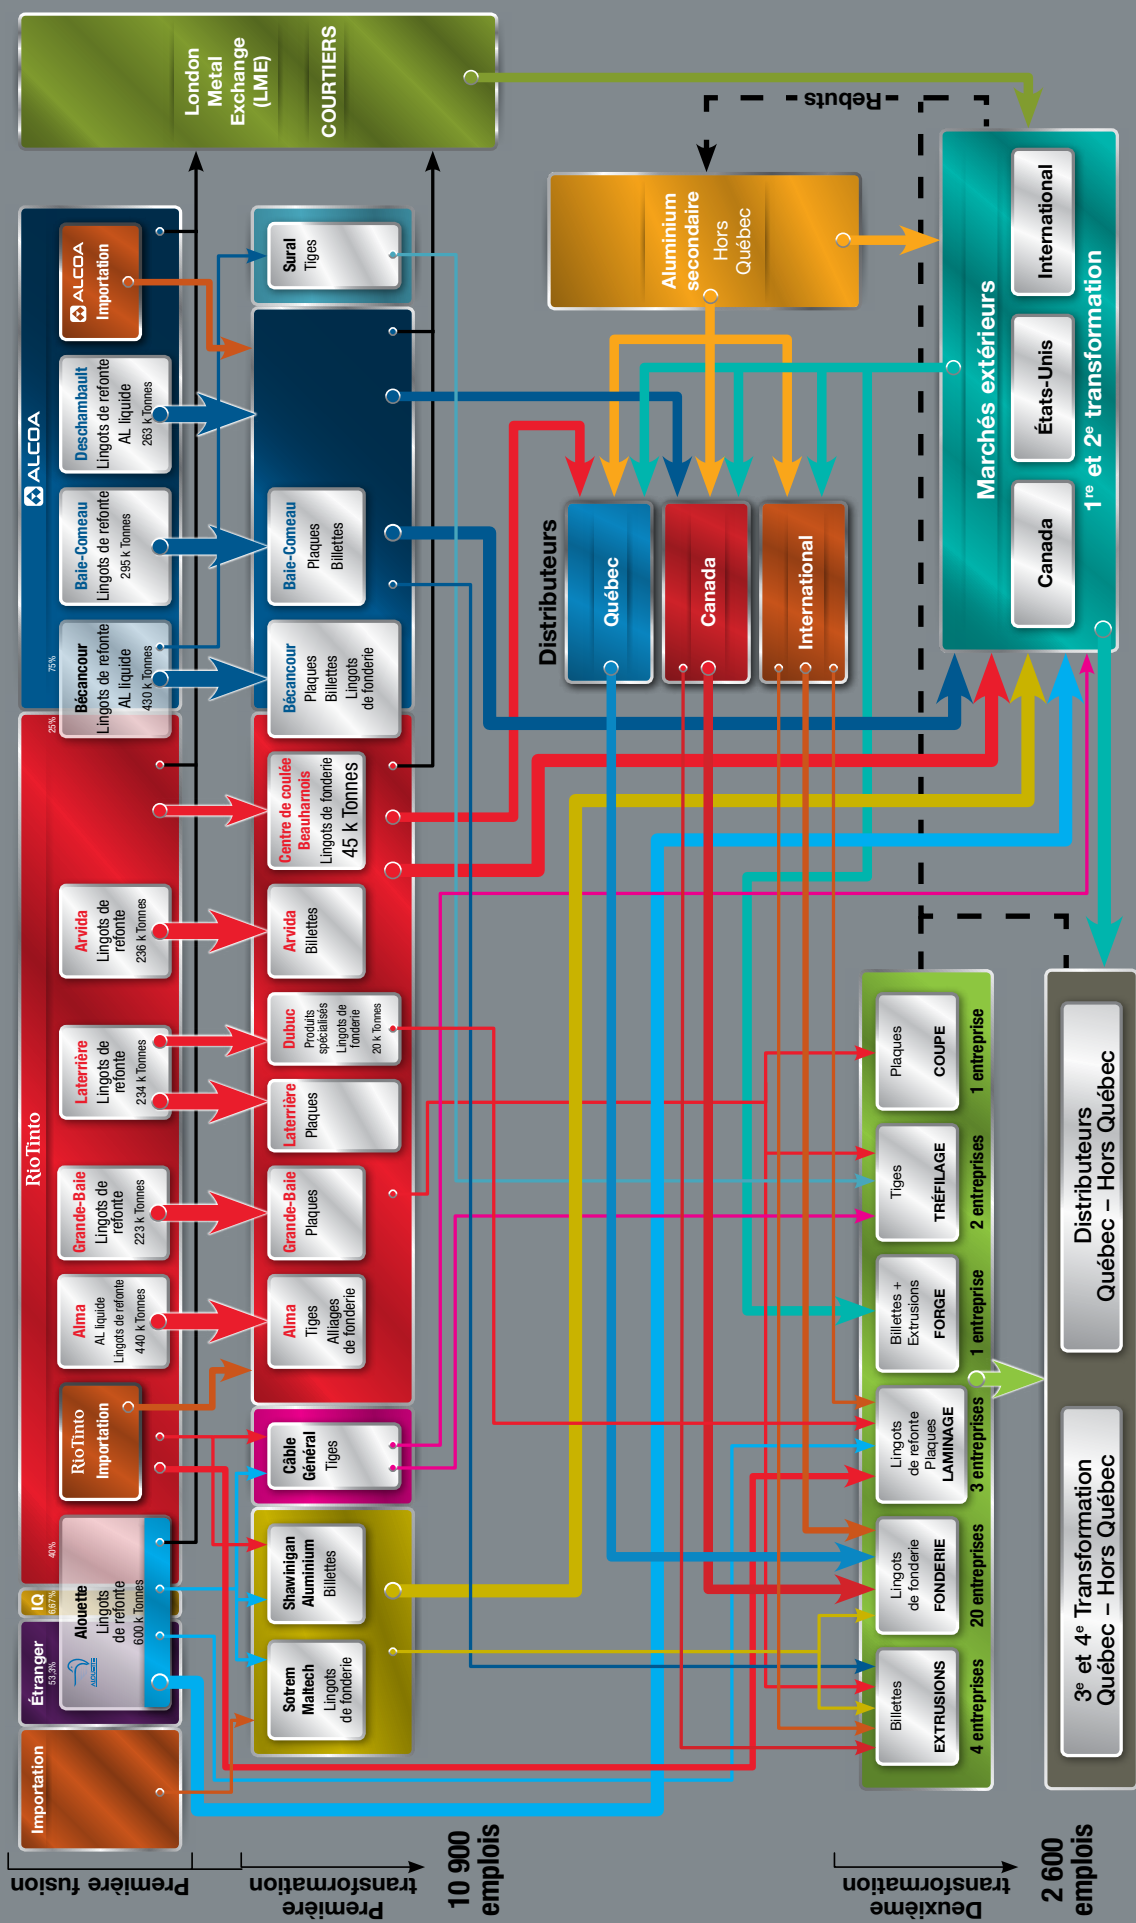 Première fusion
Importation
Étranger
53,3%
IQ
6,67%
40%
Alouette
Lingots
de refonte
600 k Tonnes
ALOUETTE
RioTinto
RioTinto
Importation
Alma
AL liquide
Lingots de refonte
440 k Tonnes
Grande-Baie
Lingots de
refonte
223 k Tonnes
Laterrière
Lingots de
refonte
234 k Tonnes
Arvida
Lingots de
refonte
236 k Tonnes
25%
75%
Bécancour
Lingots de refonte
AL liquide
430 k Tonnes
ALCOA
Baie-Comeau
Lingots de refonte
295 k Tonnes
Deschambault
Lingots de refonte
AL liquide
263 k Tonnes
ALCOA
Importation
London
Metal
Exchange
(LME)
COURTIERS
Première
transformation
10 900
emplois
Sotrem
Maltech
Lingots
de fonderie
Shawinigan
Aluminium
Billettes
Câble
Général
Tiges
Alma
Tiges
Alliages
de fonderie
Grande-Baie
Plaques
Laterrière
Plaques
Dubuc
Produits
spécialisés
Lingots de
fonderie
20 k Tonnes
Arvida
Billettes
Centre de coulée
Beauharnois
Lingots de fonderie
45 k Tonnes
Bécancour
Plaques
Billettes
Lingots
de fonderie
Baie-Comeau
Plaques
Billettes
Sural
Tiges
Distributeurs
Québec
Canada
International
Aluminium
secondaire
Hors
Québec
Rebuts
Marchés extérieurs
Canada
États-Unis
International
1re et 2e transformation
Deuxième
transformation
2 600
emplois
Billettes
EXTRUSIONS
4 entreprises
Lingots
de fonderie
FONDERIE
20 entreprises
Lingots
de refonte
Plaques
LAMINAGE
3 entreprises
Billettes +
Extrusions
FORGE
1 entreprise
Tiges
TRÉFILAGE
2 entreprises
Plaques
COUPE
1 entreprise
3e et 4e Transformation
Québec – Hors Québec
Distributeurs
Québec – Hors Québec